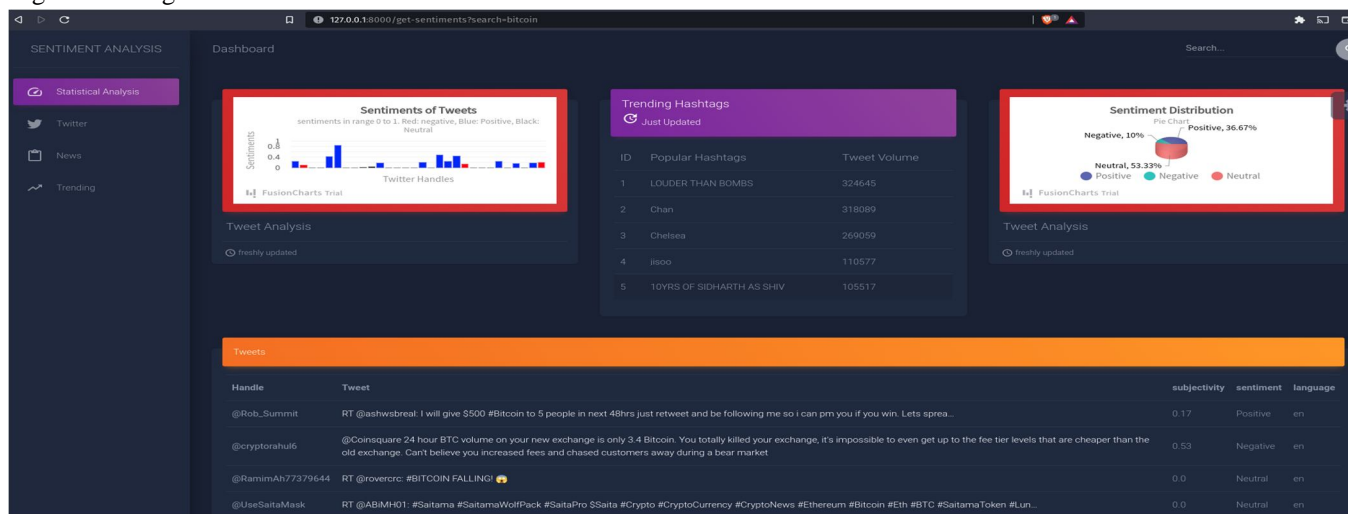 127.0.0.1:8000/get-sentiments?search=bitcoin
SENTIMENT ANALYSIS
Dashboard
Search...
Statistical Analysis
Twitter
News
Trending
Sentiments of Tweets
sentiments in range 0 to 1. Red: negative, Blue: Positive, Black:
Neutral
Sentiments
1
0.8
0.4
0
Twitter Handles
FusionCharts Trial
Tweet Analysis
freshly updated
Trending Hashtags
Just Updated
ID Popular Hashtags Tweet Volume
1 LOUDER THAN BOMBS 324645
2 Chan 318089
3 Chelsea 269059
4 jisoo 110577
5 10YRS OF SIDHARTH AS SHIV 105517
Sentiment Distribution
Pie Chart
Positive, 36.67%
Negative, 10%
Neutral, 53.33%
Positive Negative Neutral
FusionCharts Trial
Tweet Analysis
freshly updated
Tweets
Handle Tweet subjectivity sentiment language
@Rob_Summit RT @ashwsbreal: I will give $500 #Bitcoin to 5 people in next 48hrs just retweet and be following me so i can pm you if you win. Lets sprea... 0.17 Positive en
@Coinsquare 24 hour BTC volume on your new exchange is only 3.4 Bitcoin. You totally killed your exchange, it's impossible to even get up to the fee tier levels that are cheaper than the
@cryptorahul6 old exchange. Can't believe you increased fees and chased customers away during a bear market 0.53 Negative en
@RamimAh77379644 RT @rovercrc: #BITCOIN FALLING! 😱 0.0 Neutral en
@UseSaitaMask RT @ABiMH01: #Saitama #SaitamaWolfPack #SaitaPro $Saita #Crypto #CryptoCurrency #CryptoNews #Ethereum #Bitcoin #Eth #BTC #SaitamaToken #Lun... 0.0 Neutral en